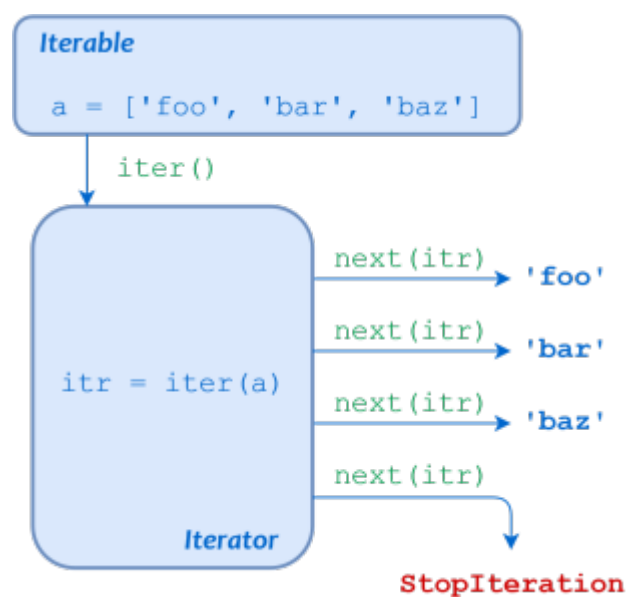 Iterable
a = ['foo', 'bar', 'baz']
iter()
next(itr)
'foo'
next(itr)
'bar'
itr = iter(a)
next(itr)
'baz'
next(itr)
Iterator
StopIteration